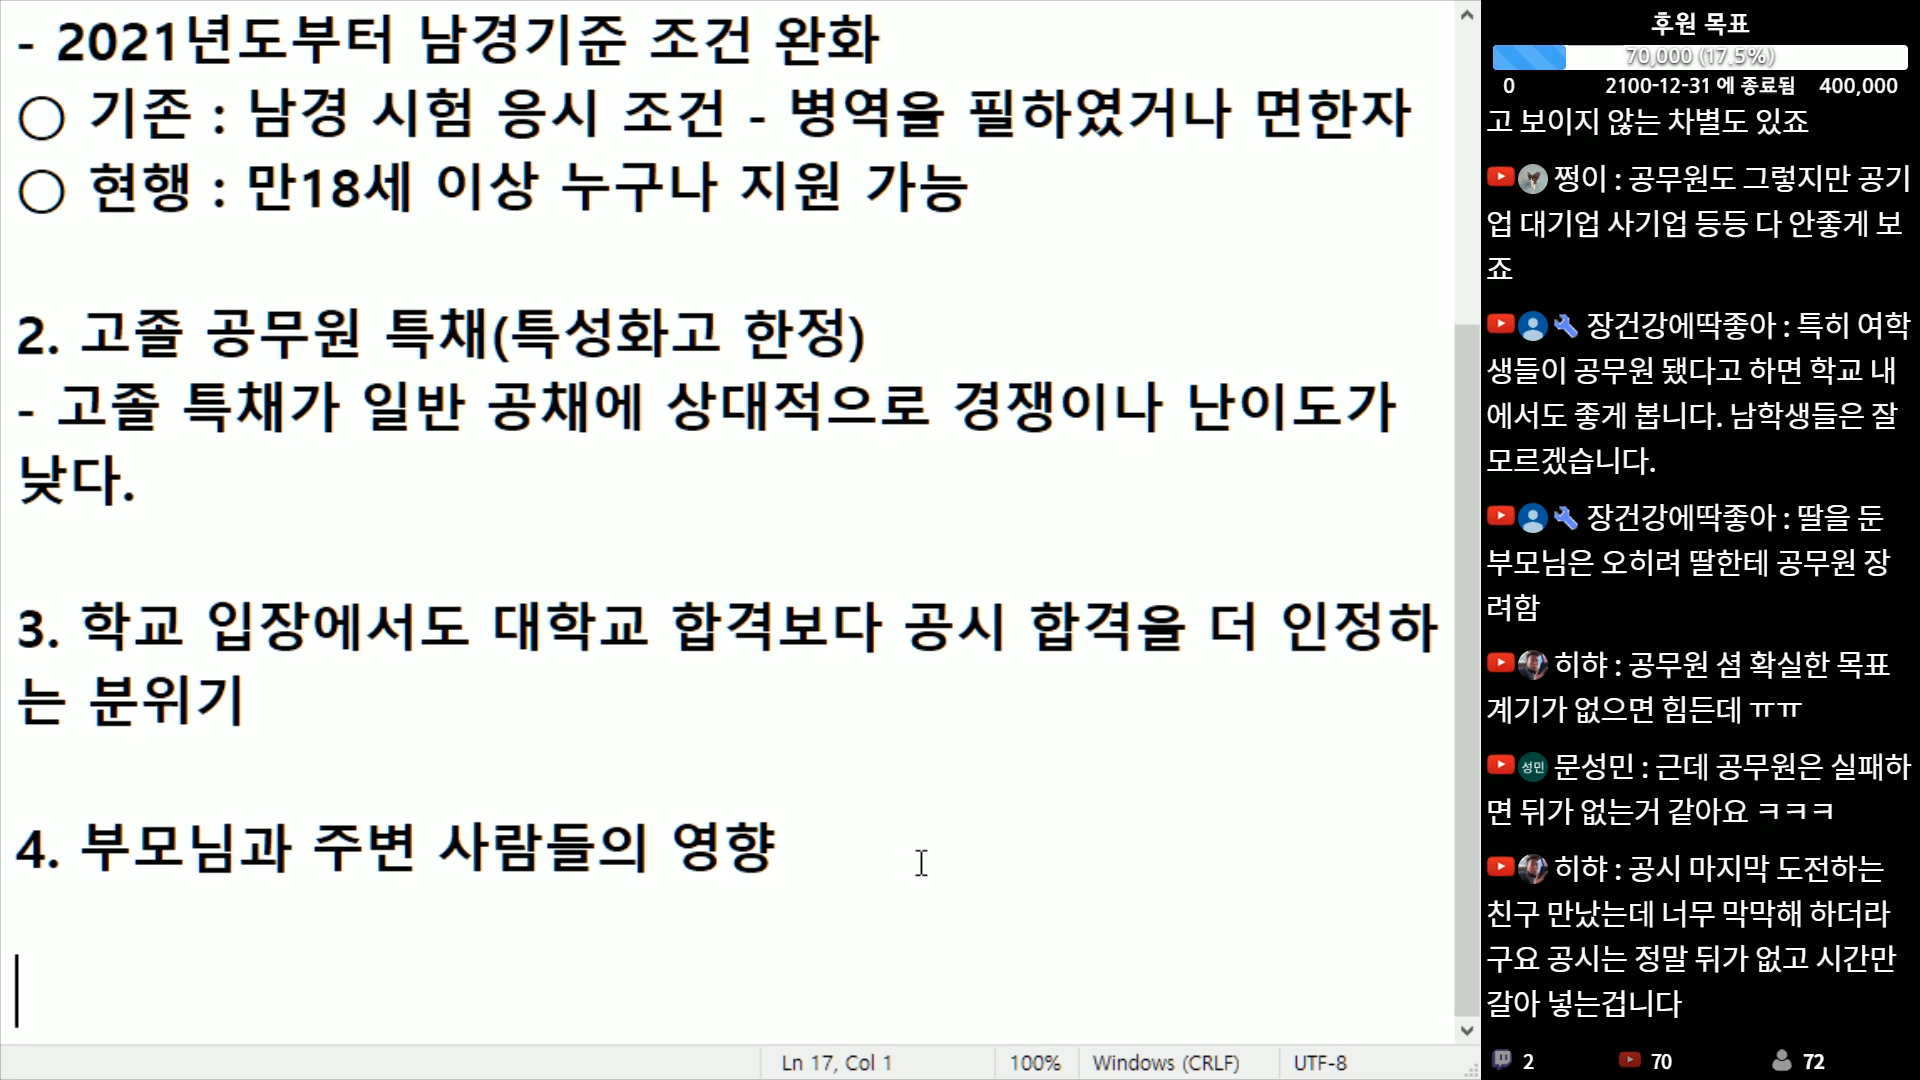 - 2021년도부터 남경기준 조건 완화
○ 기존 : 남경 시험 응시 조건 - 병역을 필하였거나 면한자
○ 현행 : 만18세 이상 누구나 지원 가능
2. 고졸 공무원 특채(특성화고 한정)
- 고졸 특채가 일반 공채에 상대적으로 경쟁이나 난이도가
낮다.
3. 학교 입장에서도 대학교 합격보다 공시 합격을 더 인정하
는 분위기
4. 부모님과 주변 사람들의 영향
Ln 17, Col 1
100%
Windows (CRLF)
UTF-8
후원 목표
70,000 (17.5%)
0 2100-12-31 에 종료됨 400,000
고 보이지 않는 차별도 있죠
쩡이 : 공무원도 그렇지만 공기
업 대기업 사기업 등등 다 안좋게 보
죠
장건강에딱좋아 : 특히 여학
생들이 공무원 됐다고 하면 학교 내
에서도 좋게 봅니다. 남학생들은 잘
모르겠습니다.
장건강에딱좋아 : 딸을 둔
부모님은 오히려 딸한테 공무원 장
려함
히햐 : 공무원 셤 확실한 목표
계기가 없으면 힘든데 ㅠㅠ
성민 문성민 : 근데 공무원은 실패하
면 뒤가 없는거 같아요 ㅋㅋㅋ
히햐 : 공시 마지막 도전하는
친구 만났는데 너무 막막해 하더라
구요 공시는 정말 뒤가 없고 시간만
갈아 넣는겁니다
2 70 72